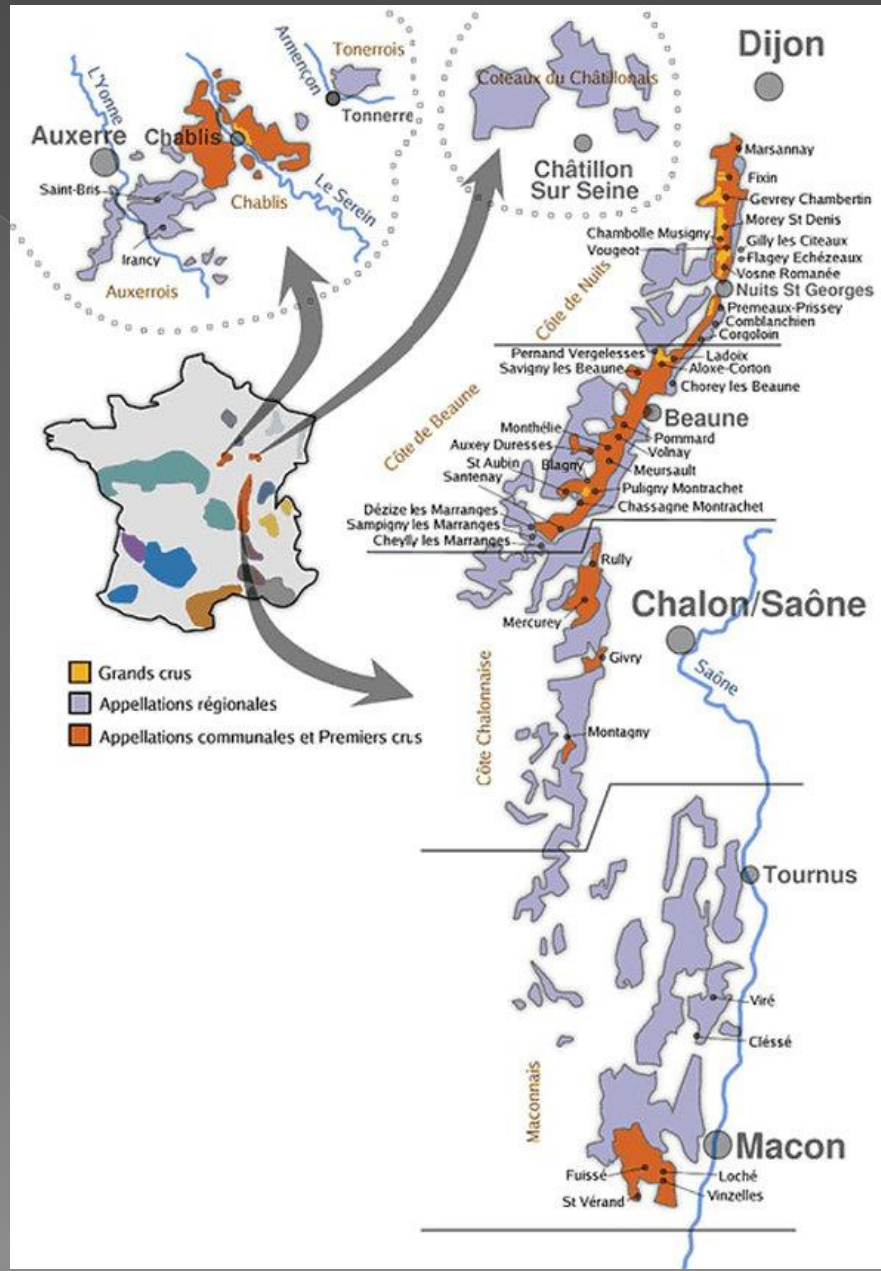 Tonerrois
Armençon
Tonnerre
L'Yonne
Auxerre
Chablis
Saint-Bris
Chablis
Le Serein
Irancy
Auxerrois
Coteaux du Châtillonais
Châtillon
Sur Seine
Dijon
Marsannay
Fixin
Gevrey Chambertin
Morey St Denis
Chambolle Musigny
Gilly les Citeaux
Vougeot
Flagey Echézeaux
Vosne Romanée
Nuits St Georges
Côte de Nuits
Premeaux-Prissey
Comblanchien
Corgoloin
Pernand Vergelesses
Ladoix
Savigny les Beaune
Aloxe-Corton
Chorey les Beaune
Côte de Beaune
Beaune
Monthélie
Pommard
Auxey Duresses
Volnay
St Aubin
Blagny
Meursault
Santenay
Puligny Montrachet
Dézize les Marranges
Chassagne Montrachet
Sampigny les Marranges
Cheylly les Marranges
Rully
Mercurey
Chalon/Saône
Givry
Saône
Grands crus
Appellations régionales
Appellations communales et Premiers crus
Côte Chalonnaise
Montagny
Tournus
Viré
Cléssé
Maconnais
Macon
Fuissé
Loché
St Vérand
Vinzelles